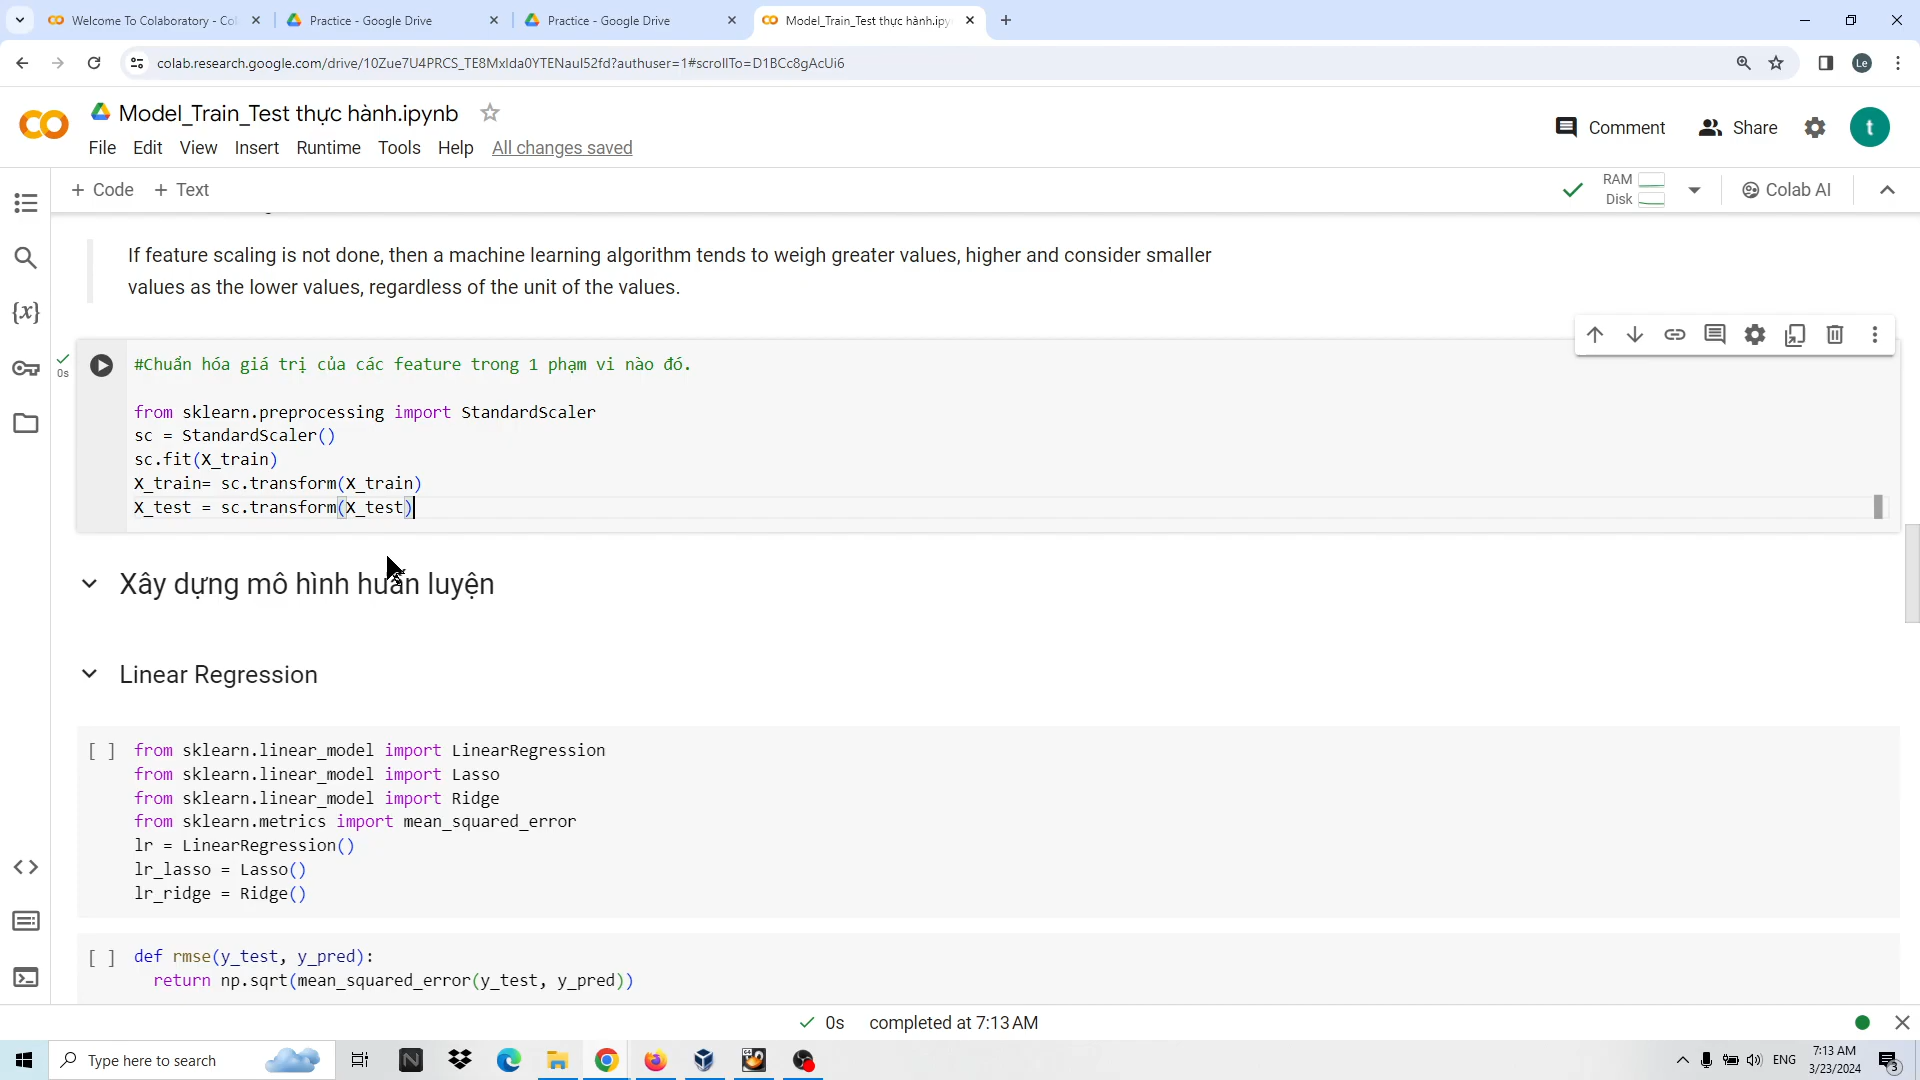 Welcome To Colaboratory - Co
Practice - Google Drive
Practice - Google Drive
Model_Train_Test thực hành.ipy
colab.research.google.com/drive/10Zue7U4PRCS_TE8MxIda0YTENaul52fd?authuser=1#scrollTo=D1BCc8gAcUi6
Le
Model_Train_Test thực hành.ipynb
File Edit View Insert Runtime Tools Help All changes saved
Comment Share t
+ Code + Text
RAM
Disk
Colab AI
If feature scaling is not done, then a machine learning algorithm tends to weigh greater values, higher and consider smaller
values as the lower values, regardless of the unit of the values.
{x}
0s
#Chuẩn hóa giá trị của các feature trong 1 phạm vi nào đó.
from sklearn.preprocessing import StandardScaler
sc = StandardScaler()
sc.fit(X_train)
X_train= sc.transform(X_train)
X_test = sc.transform(X_test)
Xây dựng mô hình huấn luyện
Linear Regression
[ ] from sklearn.linear_model import LinearRegression
from sklearn.linear_model import Lasso
from sklearn.linear_model import Ridge
from sklearn.metrics import mean_squared_error
lr = LinearRegression()
lr_lasso = Lasso()
lr_ridge = Ridge()
[ ] def rmse(y_test, y_pred):
return np.sqrt(mean_squared_error(y_test, y_pred))
0s completed at 7:13 AM
Type here to search
ENG
7:13 AM
3/23/2024
3